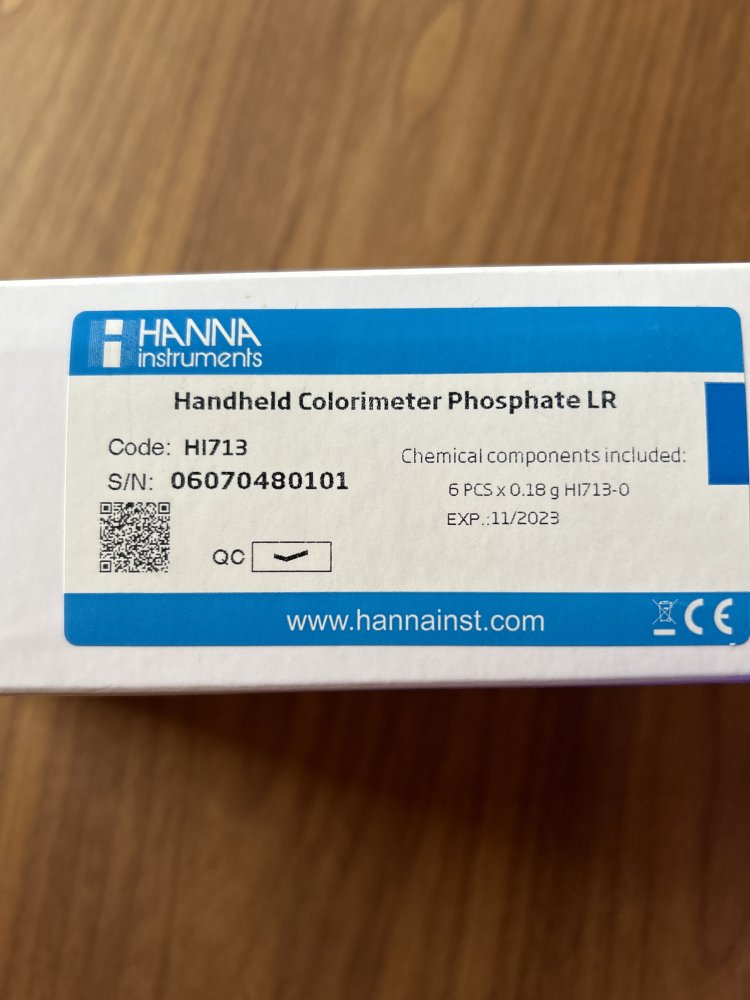 HANNA
instruments
Handheld Colorimeter Phosphate LR
Code: HI713
S/N: 06070480101
Chemical components included:
6 PCS x 0.18 g HI713-0
EXP.:11/2023
QC
www.hannainst.com
CE